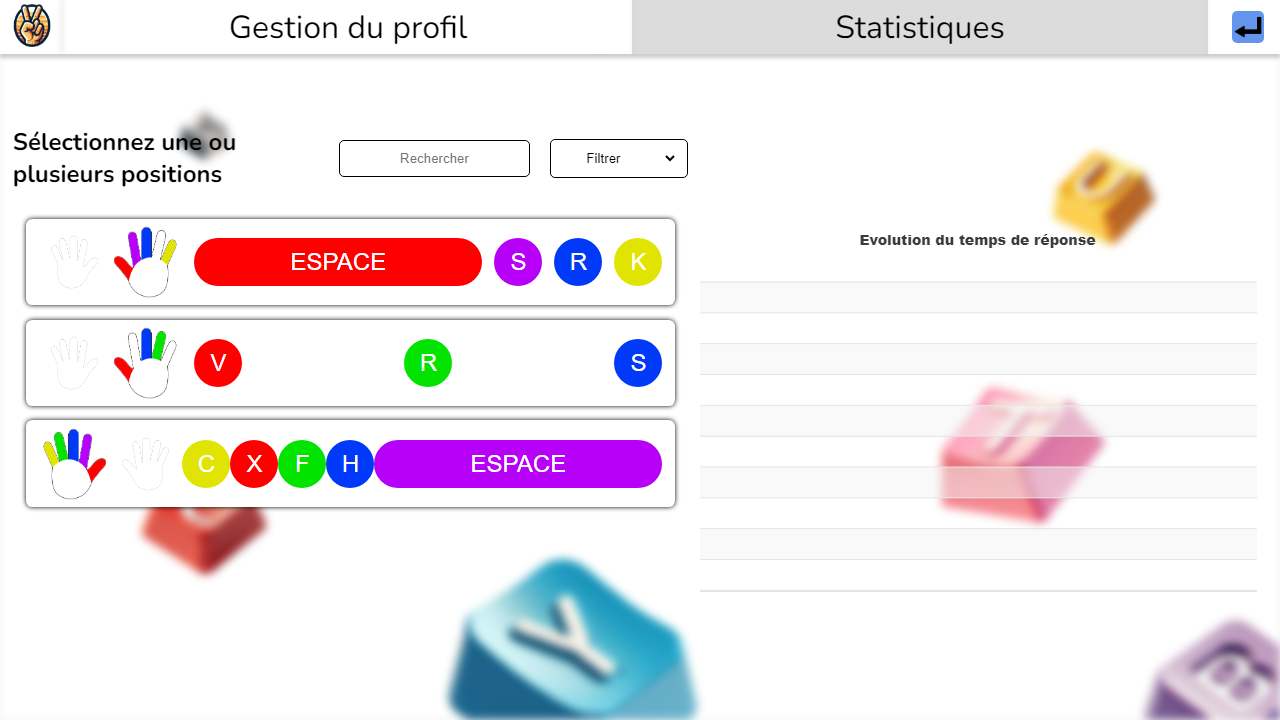 Gestion du profil
Statistiques
Sélectionnez une ou
plusieurs positions
Rechercher
Filtrer
ESPACE S R K
V R S
C X F H ESPACE
Evolution du temps de réponse
U
T
Y
B